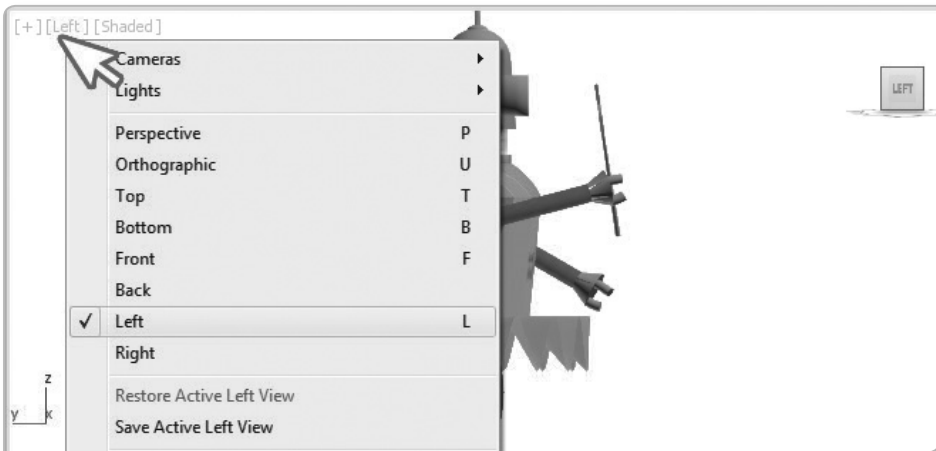 [+] [Left] [Shaded]
Cameras
Lights
LEFT
Perspective P
Orthographic U
Top T
Bottom B
Front F
Back
Left L
Right
z
Restore Active Left View
y x
Save Active Left View